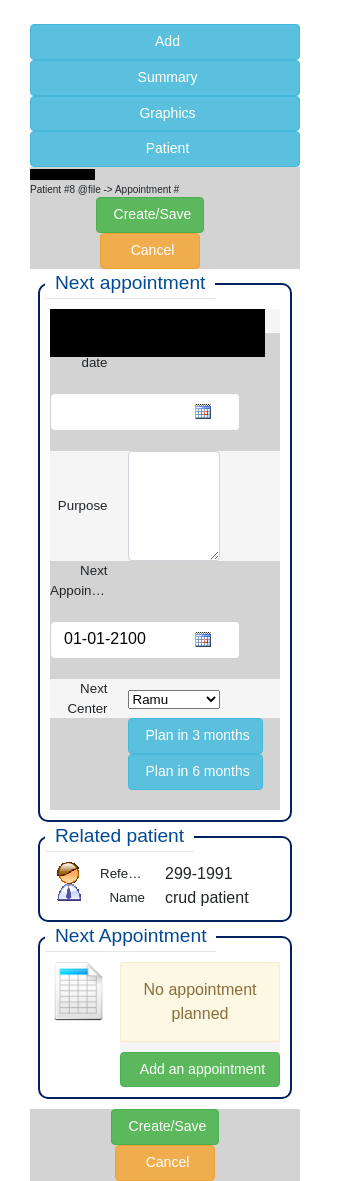 Add
Summary
Graphics
Patient
Patient #8 @file -> Appointment #
Create/Save
Cancel
Next appointment
date
Purpose
Next
Appoin…
01-01-2100
Next
Center
Ramu
Plan in 3 months
Plan in 6 months
Related patient
Refe… 299-1991
Name crud patient
Next Appointment
No appointment
planned
Add an appointment
Create/Save
Cancel